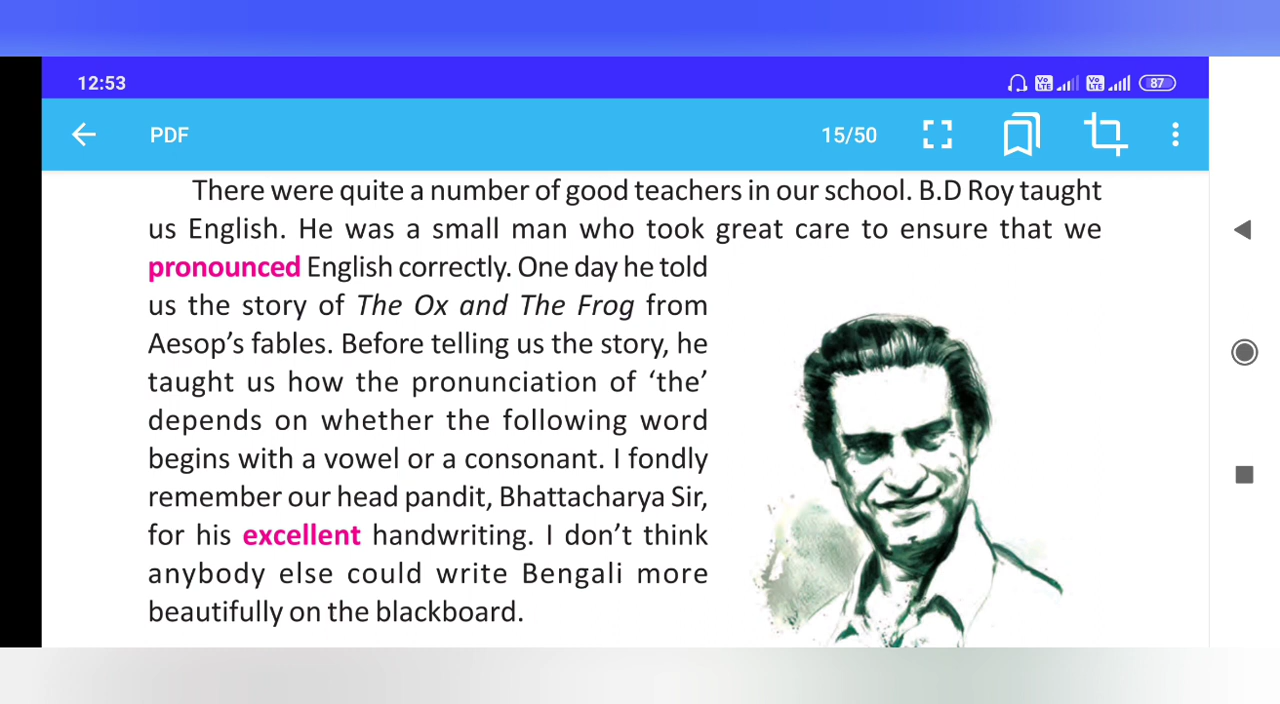 12:53
Vo LTE Vo LTE 87
PDF
15/50
There were quite a number of good teachers in our school. B.D Roy taught
us English. He was a small man who took great care to ensure that we
pronounced English correctly. One day he told
us the story of The Ox and The Frog from
Aesop’s fables. Before telling us the story, he
taught us how the pronunciation of ‘the’
depends on whether the following word
begins with a vowel or a consonant. I fondly
remember our head pandit, Bhattacharya Sir,
for his excellent handwriting. I don’t think
anybody else could write Bengali more
beautifully on the blackboard.